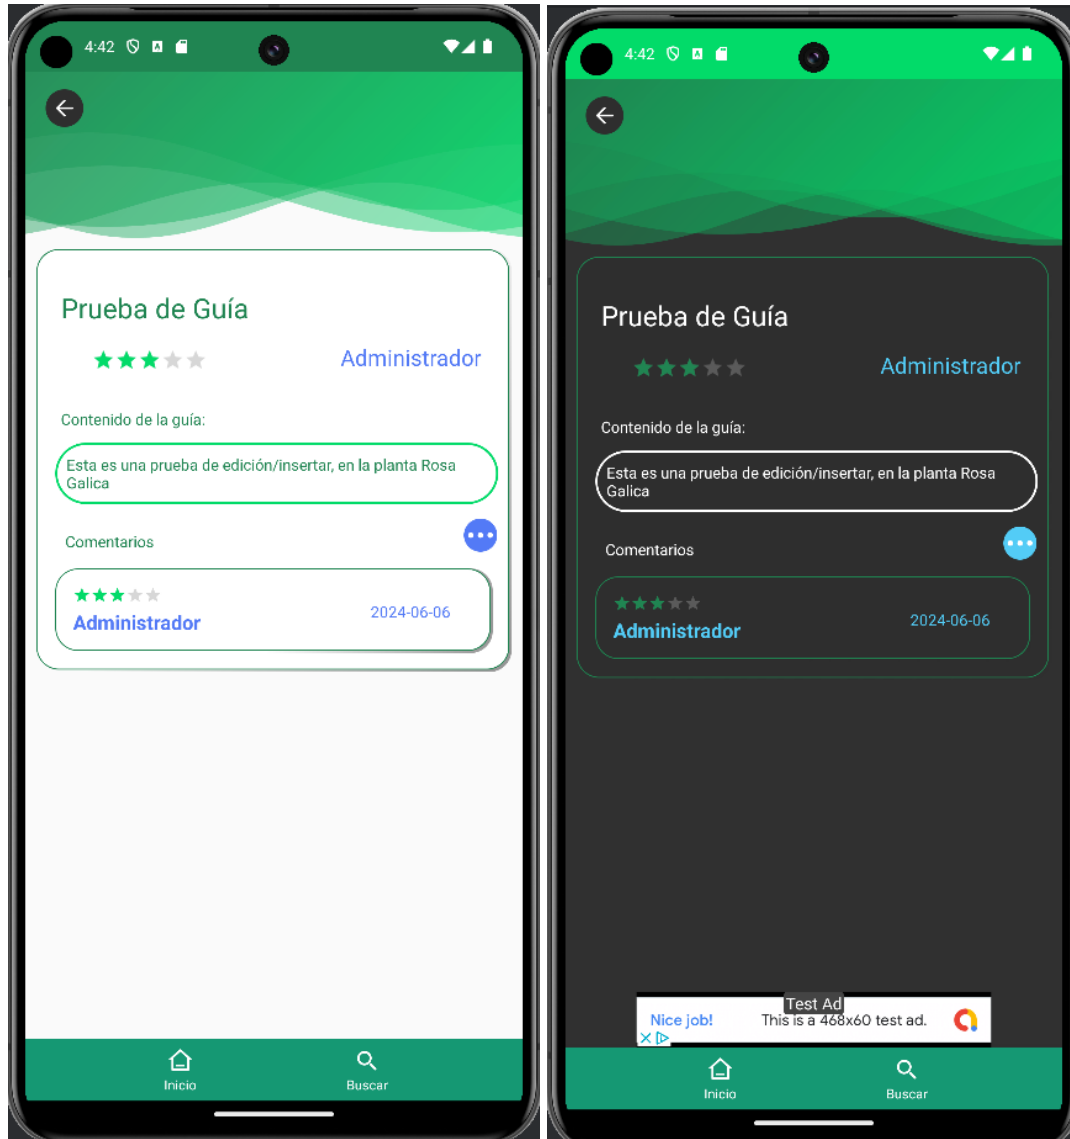 4:42
Prueba de Guía
Administrador
Contenido de la guía:
Esta es una prueba de edición/insertar, en la planta Rosa
Galica
Comentarios
Administrador
2024-06-06
Inicio
Buscar
4:42
Prueba de Guía
Administrador
Contenido de la guía:
Esta es una prueba de edición/insertar, en la planta Rosa
Galica
Comentarios
Administrador
2024-06-06
Test Ad
Nice job!
This is a 468x60 test ad.
Inicio
Buscar